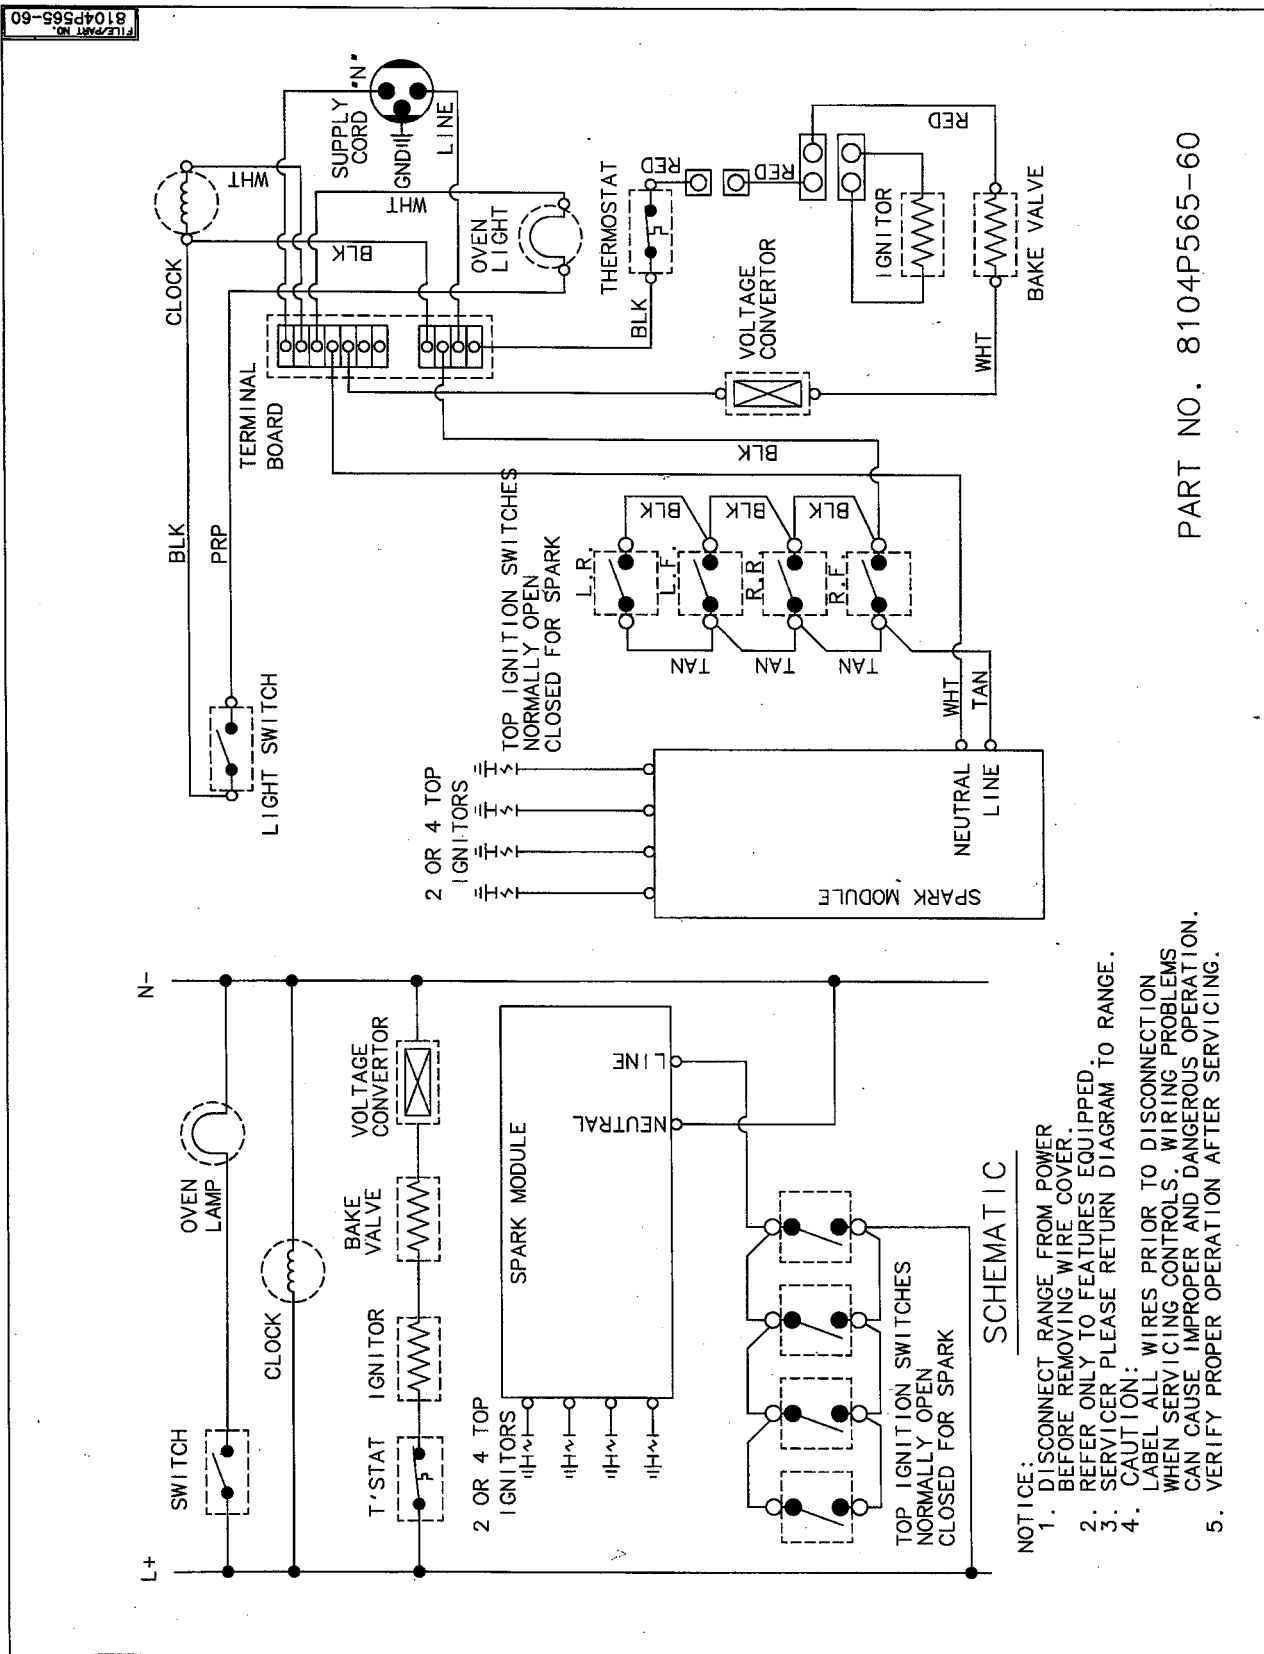 FILE/PART NO.
8104P565-60
SUPPLY
CORD
"N"
GND
LINE
WHT
WHT
BLK
CLOCK
OVEN
LIGHT
THERMOSTAT
RED
RED
RED
IGNITOR
BAKE VALVE
BLK
VOLTAGE
CONVERTOR
WHT
TERMINAL
BOARD
BLK
BLK
PRP
LIGHT SWITCH
TOP IGNITION SWITCHES
NORMALLY OPEN
CLOSED FOR SPARK
L.R.
L.F.
R.R.
R.F.
BLK
BLK
BLK
TAN
TAN
TAN
WHT
TAN
2 OR 4 TOP
IGNITORS
NEUTRAL
LINE
SPARK MODULE
PART NO. 8104P565-60
L+
N-
SWITCH
OVEN
LAMP
CLOCK
T'STAT
IGNITOR
BAKE
VALVE
VOLTAGE
CONVERTOR
2 OR 4 TOP
IGNITORS
SPARK MODULE
LINE
NEUTRAL
TOP IGNITION SWITCHES
NORMALLY OPEN
CLOSED FOR SPARK
SCHEMATIC
NOTICE:
1. DISCONNECT RANGE FROM POWER
BEFORE REMOVING WIRE COVER.
2. REFER ONLY TO FEATURES EQUIPPED.
3. SERVICER PLEASE RETURN DIAGRAM TO RANGE.
4. CAUTION:
LABEL ALL WIRES PRIOR TO DISCONNECTION
WHEN SERVICING CONTROLS. WIRING PROBLEMS
CAN CAUSE IMPROPER AND DANGEROUS OPERATION.
5. VERIFY PROPER OPERATION AFTER SERVICING.